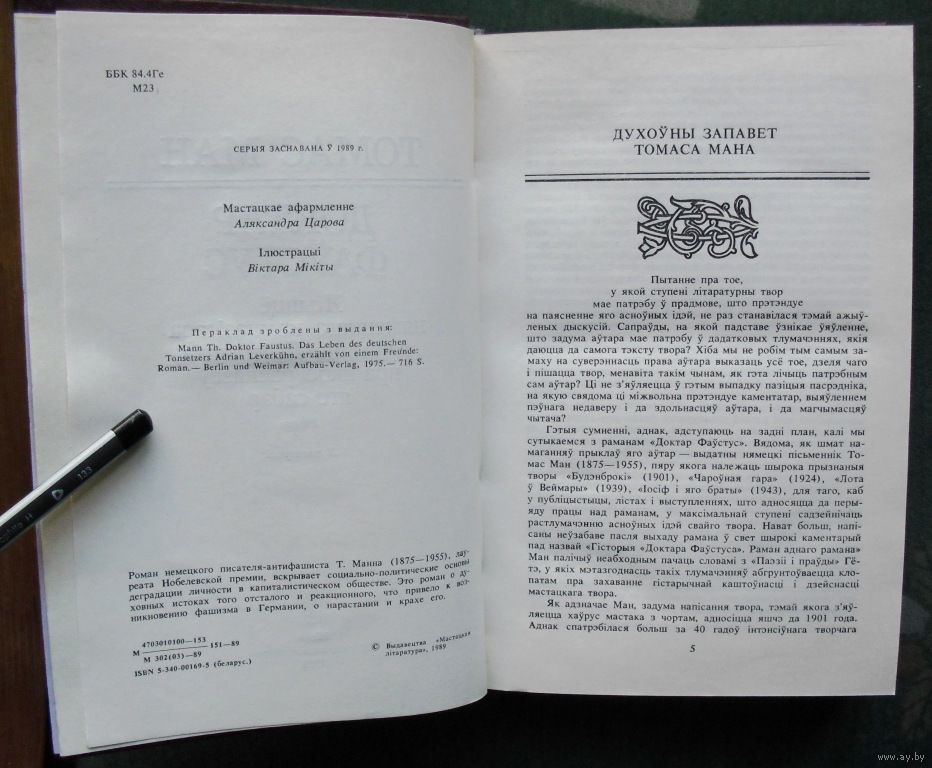 ББК 84.4Ге
М23
СЕРЫЯ ЗАСНАВАНА Ў 1989 г.
Мастацкае афармленне
Аляксандра Царова
Ілюстрацыі
Віктара Мікіты
Пераклад зроблены з выдання:
Mann Th. Doktor Faustus. Das Leben des deutschen
Tonsetzers Adrian Leverkühn, erzählt von einem Freunde:
Roman.— Berlin und Weimar: Aufbau-Verlag, 1975.— 716 S.
Роман немецкого писателя-антифашиста Т. Манна (1875—1955), лау-
реата Нобелевской премии, вскрывает социально-политические основы
деградации личности в капиталистическом обществе. Это роман о ду-
ховных истоках того отсталого и реакционного, что привело к воз-
никновению фашизма в Германии, о нарастании и крахе его.
М 4703010100—153 151—89
М 302(03)—89
ISBN 5-340-00169-5 (беларус.)
© Выдавецтва «Мастацкая
літаратура», 1989
ДУХОЎНЫ ЗАПАВЕТ
ТОМАСА МАНА
Пытанне пра тое,
у якой ступені літаратурны твор
мае патрэбу ў прадмове, што прэтэндуе
на паясненне яго асноўных ідэй, не раз станавілася тэмай ажыў-
леных дыскусій. Сапраўды, на якой падставе ўзнікае ўяўленне,
што задума аўтара мае патрэбу ў дадатковых тлумачэннях, якія
даюцца да самога тэксту твора? Хіба мы не робім тым самым за-
маху на суверэннасць права аўтара выказаць усё тое, дзеля чаго
і пішацца твор, менавіта такім чынам, як гэта лічыць патрэбным
сам аўтар? Ці не з'яўляецца ў гэтым выпадку пазіцыя пасрэдніка,
на якую свядома ці міжвольна прэтэндуе каментатар, выяўленнем
пэўнага недаверу і да здольнасцяў аўтара, і да магчымасцяў
чытача?
Гэтыя сумненні, аднак, адступаюць на задні план, калі мы
сутыкаемся з раманам «Доктар Фаўстус». Вядома, як шмат на-
маганняў прыклаў яго аўтар — выдатны нямецкі пісьменнік То-
мас Ман (1875—1955), пяру якога належаць шырока прызнаныя
творы «Будэнброкі» (1901), «Чароўная гара» (1924), «Лота
ў Веймары» (1939), «Іосіф і яго браты» (1943), для таго, каб
у публіцыстыцы, лістах і выступленнях, што адносяцца да перы-
яду працы над раманам, у максімальнай ступені садзейнічаць
растлумачэнню асноўных ідэй свайго твора. Нават больш, напі-
саны неўзабаве пасля выхаду рамана ў свет шырокі каментарый
пад назвай «Гісторыя «Доктара Фаўстуса». Раман аднаго рамана»
Ман палічыў неабходным пачаць словамі з «Паэзіі і праўды» Гё-
тэ, у якіх мэтазгоднасць такіх тлумачэнняў абгрунтоўваецца кло-
патам пра захаванне гістарычнай каштоўнасці і дзейснасці
мастацкага твора.
Як адзначае Ман, задума напісання твора, тэмай якога з'яў-
ляецца хаўрус мастака з чортам, адносіцца яшчэ да 1901 года.
Аднак спатрэбілася больш за 40 гадоў інтэнсіўнага творчага
5
133
www.ay.by